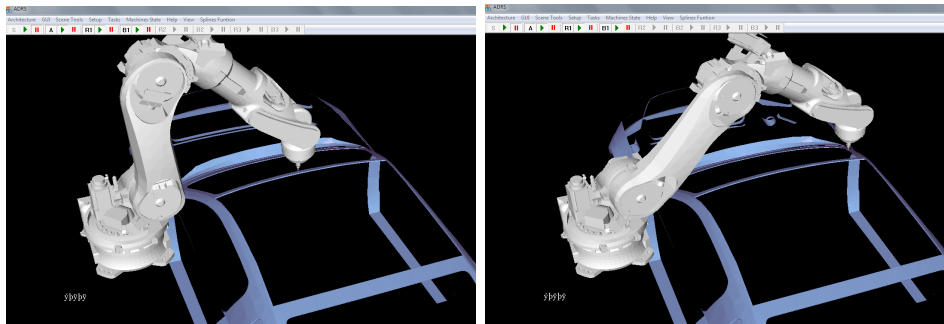 ADRS
Architecture GUI Scene Tools Setup Tasks Machines State Help View Splines Funtion
S A R1 B1 R2 B2 R3 B3
ýþýþÿ
ADRS
Architecture GUI Scene Tools Setup Tasks Machines State Help View Splines Funtion
S A R1 B1 R2 B2 R3 B3